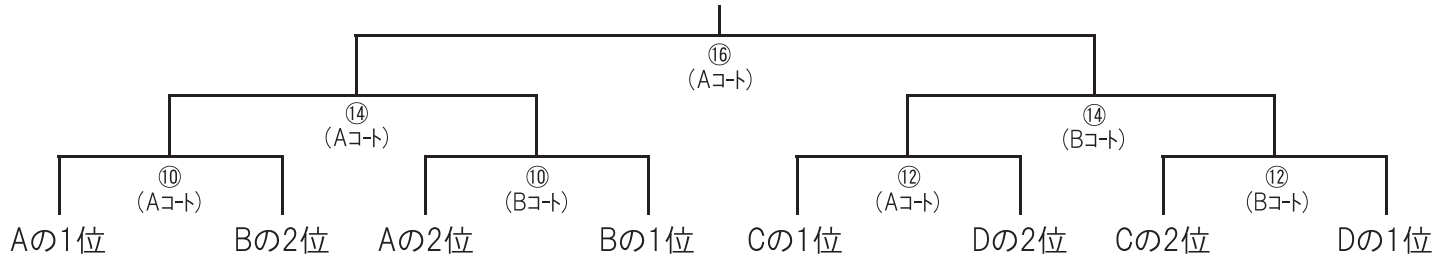 ⑯
(Aコート)
⑭
(Aコート)
⑭
(Bコート)
⑩
(Aコート)
⑩
(Bコート)
⑫
(Aコート)
⑫
(Bコート)
Aの1位 Bの2位 Aの2位 Bの1位 Cの1位 Dの2位 Cの2位 Dの1位